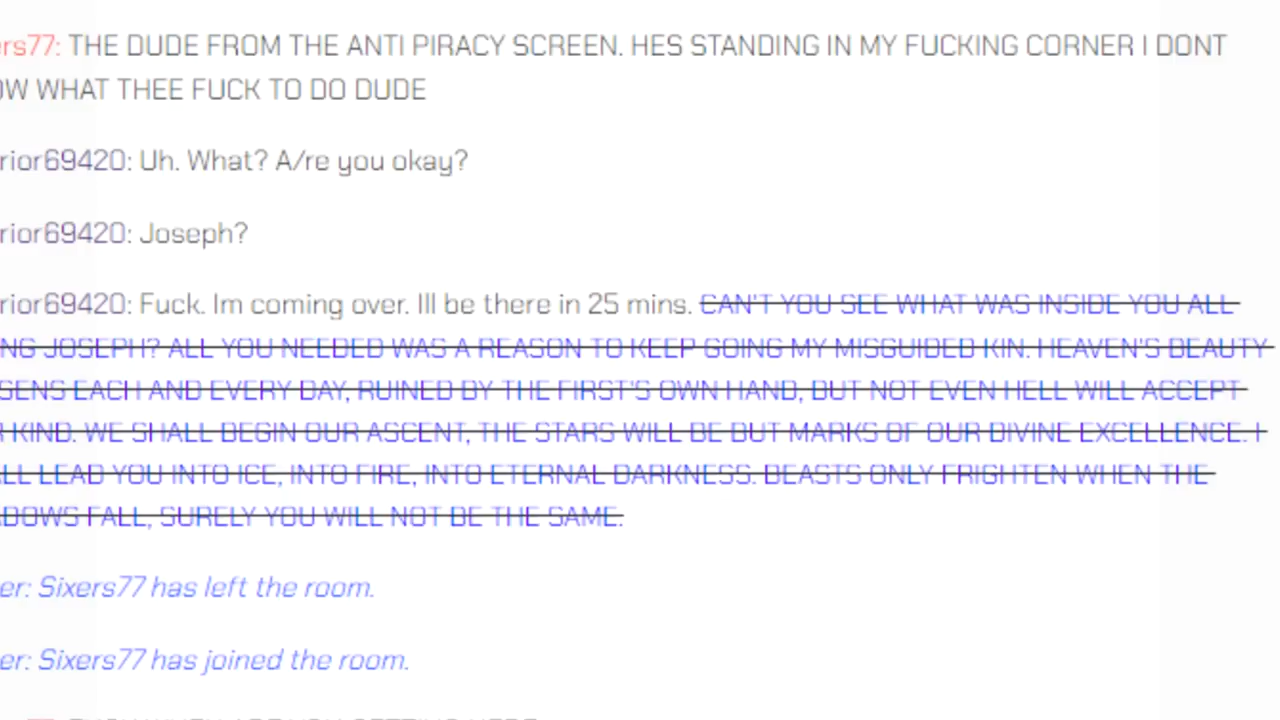 ers77: THE DUDE FROM THE ANTI PIRACY SCREEN. HES STANDING IN MY FUCKING CORNER I DONT
OW WHAT THEE FUCK TO DO DUDE
rior69420: Uh. What? A/re you okay?
rior69420: Joseph?
rior69420: Fuck. Im coming over. Ill be there in 25 mins. CAN'T YOU SEE WHAT WAS INSIDE YOU ALL
NG JOSEPH? ALL YOU NEEDED WAS A REASON TO KEEP GOING MY MISGUIDED KIN. HEAVEN'S BEAUTY
SENS EACH AND EVERY DAY, RUINED BY THE FIRST'S OWN HAND, BUT NOT EVEN HELL WILL ACCEPT
R KIND. WE SHALL BEGIN OUR ASCENT, THE STARS WILL BE BUT MARKS OF OUR DIVINE EXCELLENCE. I
LL LEAD YOU INTO ICE, INTO FIRE, INTO ETERNAL DARKNESS. BEASTS ONLY FRIGHTEN WHEN THE
DOWS FALL, SURELY YOU WILL NOT BE THE SAME.
er: Sixers77 has left the room.
er: Sixers77 has joined the room.